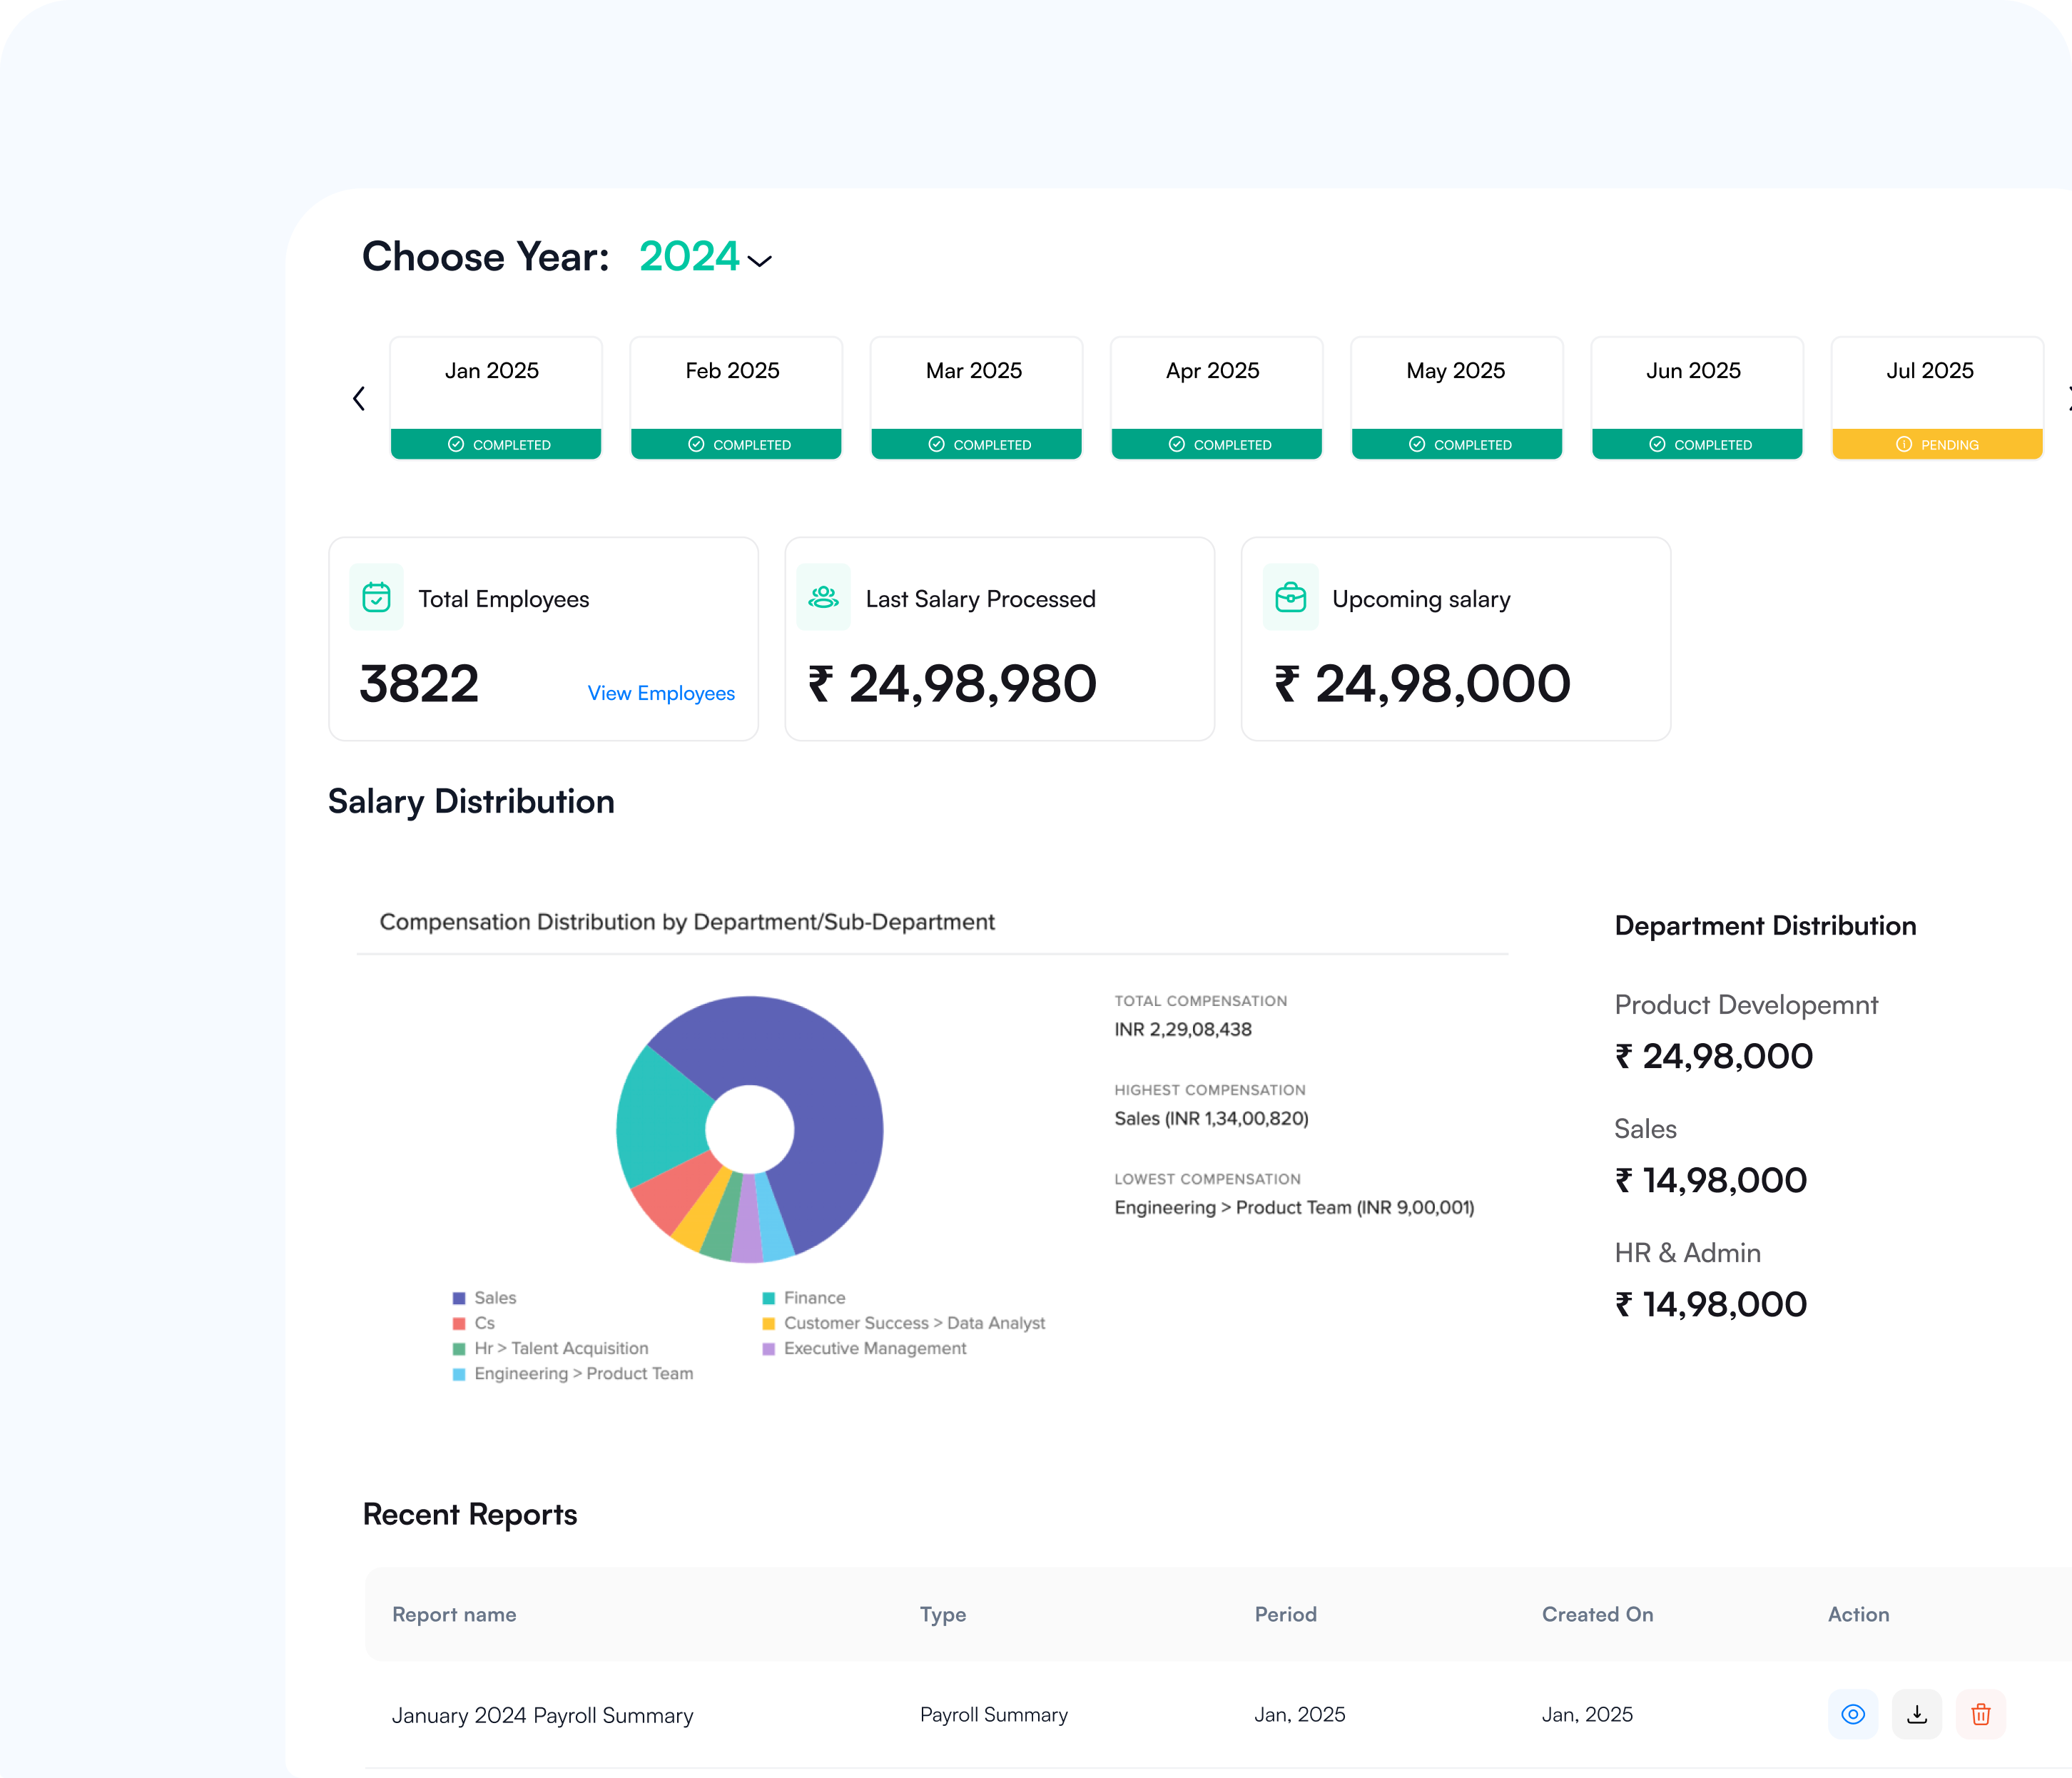 Choose Year: 2024
Jan 2025 Feb 2025 Mar 2025 Apr 2025 May 2025 Jun 2025 Jul 2025
COMPLETED COMPLETED COMPLETED COMPLETED COMPLETED COMPLETED PENDING
Total Employees
3822 View Employees
Last Salary Processed
₹ 24,98,980
Upcoming salary
₹ 24,98,000
Salary Distribution
Compensation Distribution by Department/Sub-Department
TOTAL COMPENSATION
INR 2,29,08,438
HIGHEST COMPENSATION
Sales (INR 1,34,00,820)
LOWEST COMPENSATION
Engineering > Product Team (INR 9,00,001)
Sales Finance
Cs Customer Success > Data Analyst
Hr > Talent Acquisition Executive Management
Engineering > Product Team
Department Distribution
Product Developemnt
₹ 24,98,000
Sales
₹ 14,98,000
HR & Admin
₹ 14,98,000
Recent Reports
Report name Type Period Created On Action
January 2024 Payroll Summary Payroll Summary Jan, 2025 Jan, 2025